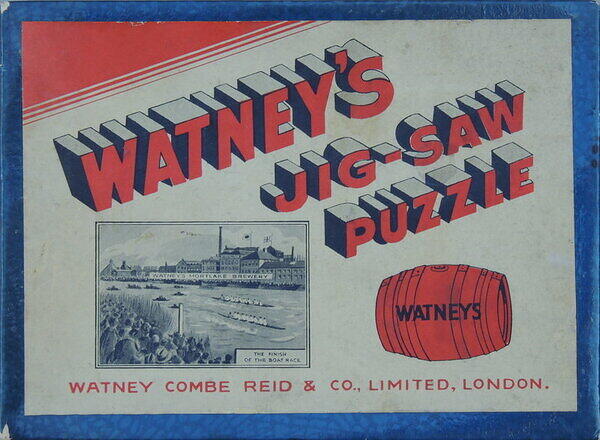 WATNEY'S
JIG-SAW
PUZZLE
WATNEY'S MORTLAKE BREWERY
THE FINISH
OF THE BOAT RACE
WATNEYS
WATNEY COMBE REID & CO., LIMITED, LONDON.